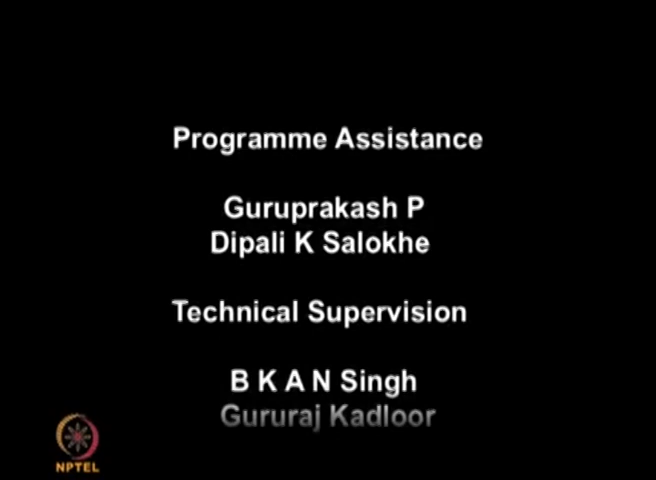 Programme Assistance
Guruprakash P
Dipali K Salokhe
Technical Supervision
B K A N Singh
Gururaj Kadloor
NPTEL